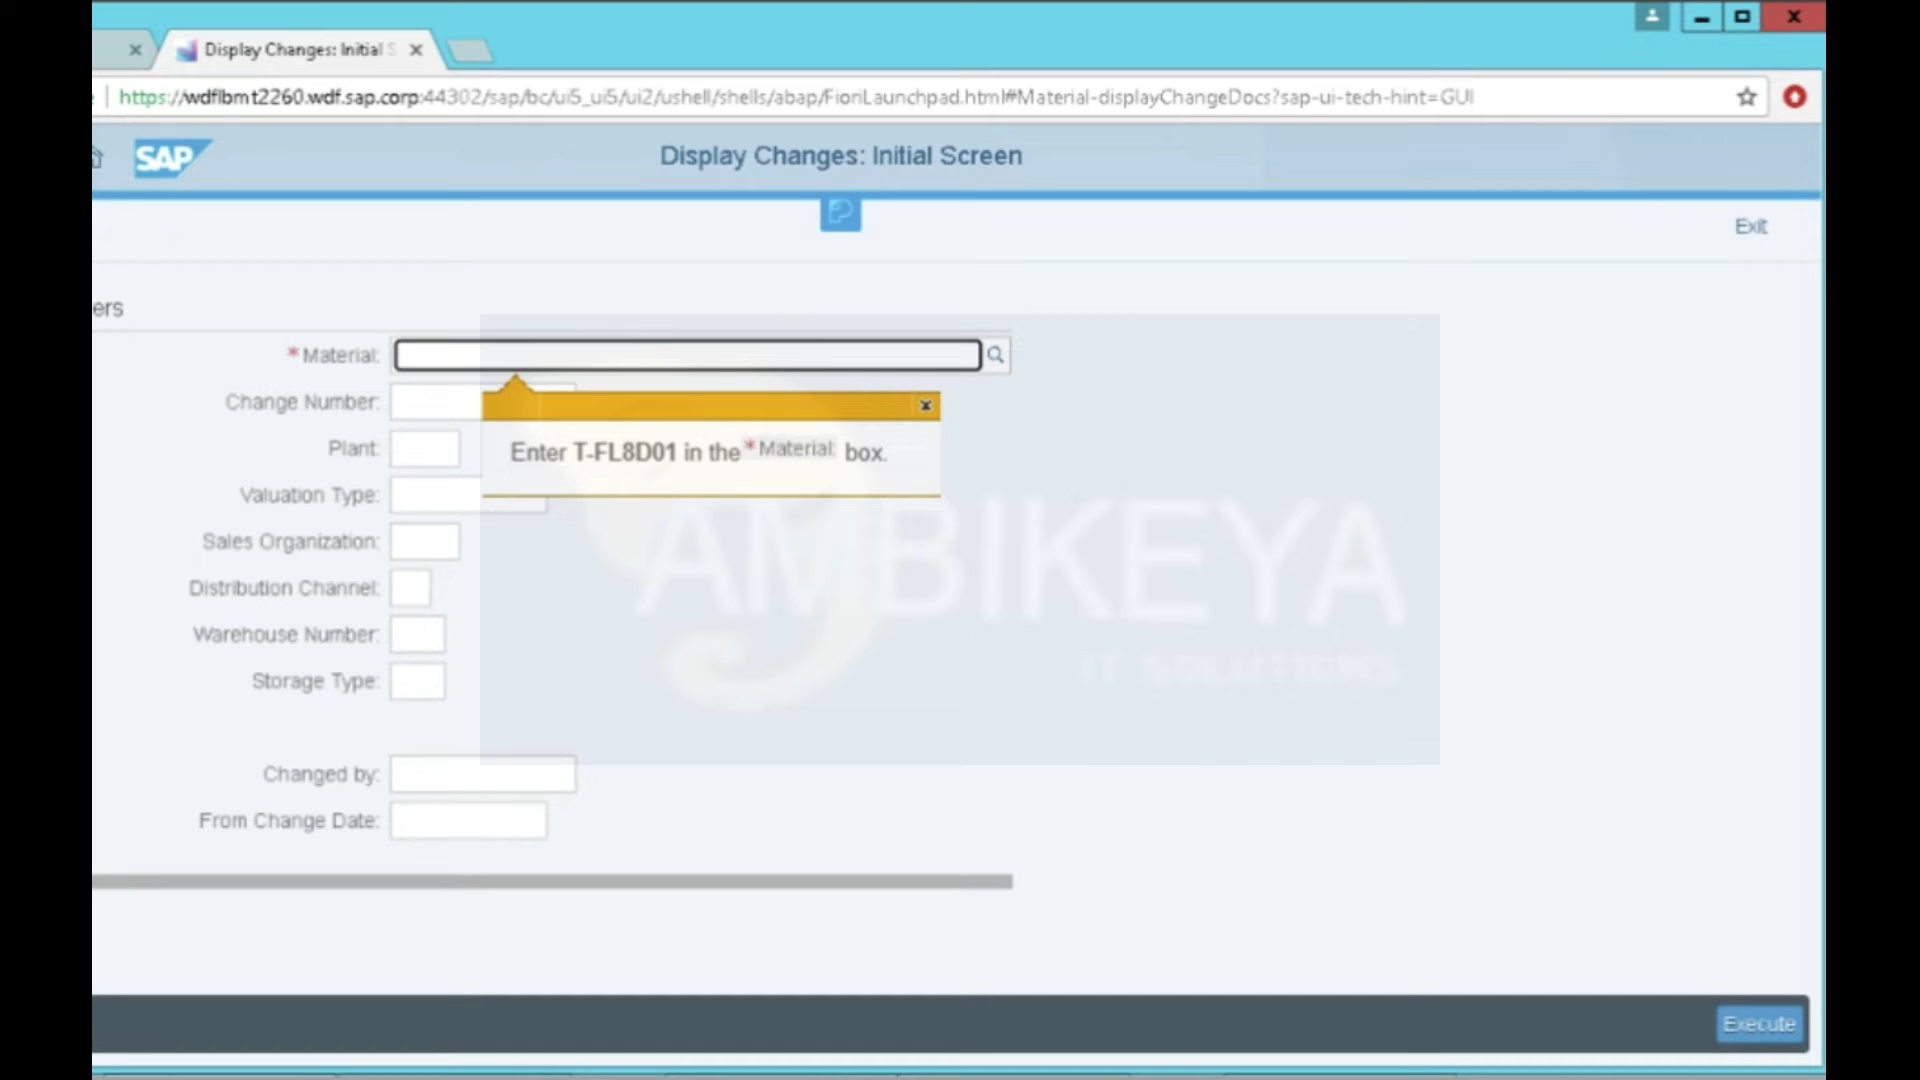 Display Changes: Initial S
https://wdflbmt2260.wdf.sap.corp:44302/sap/bc/ui5_ui5/ui2/ushell/shells/abap/FioriLaunchpad.html#Material-displayChangeDocs?sap-ui-tech-hint=GUI
SAP
Display Changes: Initial Screen
Exit
ers
*Material:
Change Number:
Enter T-FL8D01 in the *Material: box.
Plant:
Valuation Type:
Sales Organization:
Distribution Channel:
Warehouse Number:
Storage Type:
AMBIKEYA
IT SOLUTIONS
Changed by:
From Change Date:
Execute